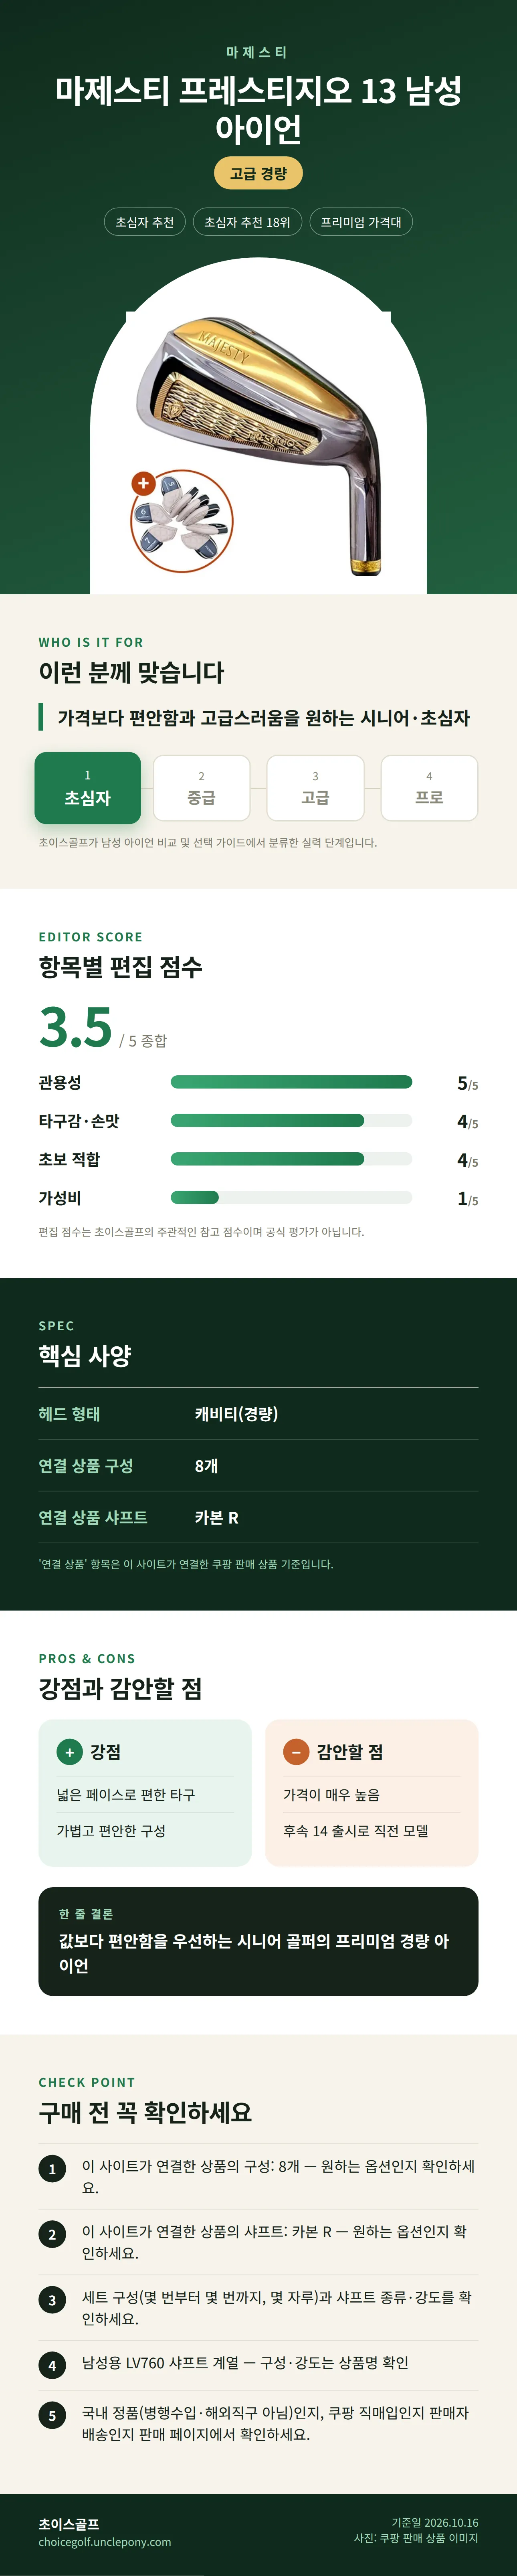 마제스티
마제스티 프레스티지오 13 남성
아이언
고급 경량
초심자 추천
초심자 추천 18위
프리미엄 가격대
MAJESTY
PRESTIGIO
+
5
6
7
WHO IS IT FOR
이런 분께 맞습니다
가격보다 편안함과 고급스러움을 원하는 시니어·초심자
1
초심자
2
중급
3
고급
4
프로
초이스골프가 남성 아이언 비교 및 선택 가이드에서 분류한 실력 단계입니다.
EDITOR SCORE
항목별 편집 점수
3.5 / 5 종합
관용성 5/5
타구감·손맛 4/5
초보 적합 4/5
가성비 1/5
편집 점수는 초이스골프의 주관적인 참고 점수이며 공식 평가가 아닙니다.
SPEC
핵심 사양
헤드 형태 캐비티(경량)
연결 상품 구성 8개
연결 상품 샤프트 카본 R
'연결 상품' 항목은 이 사이트가 연결한 쿠팡 판매 상품 기준입니다.
PROS & CONS
강점과 감안할 점
+ 강점
넓은 페이스로 편한 타구
가볍고 편안한 구성
− 감안할 점
가격이 매우 높음
후속 14 출시로 직전 모델
한 줄 결론
값보다 편안함을 우선하는 시니어 골퍼의 프리미엄 경량 아
이언
CHECK POINT
구매 전 꼭 확인하세요
1 이 사이트가 연결한 상품의 구성: 8개 — 원하는 옵션인지 확인하세
요.
2 이 사이트가 연결한 상품의 샤프트: 카본 R — 원하는 옵션인지 확
인하세요.
3 세트 구성(몇 번부터 몇 번까지, 몇 자루)과 샤프트 종류·강도를 확
인하세요.
4 남성용 LV760 샤프트 계열 — 구성·강도는 상품명 확인
5 국내 정품(병행수입·해외직구 아님)인지, 쿠팡 직매입인지 판매자
배송인지 판매 페이지에서 확인하세요.
초이스골프
choicegolf.unclepony.com
기준일 2026.10.16
사진: 쿠팡 판매 상품 이미지